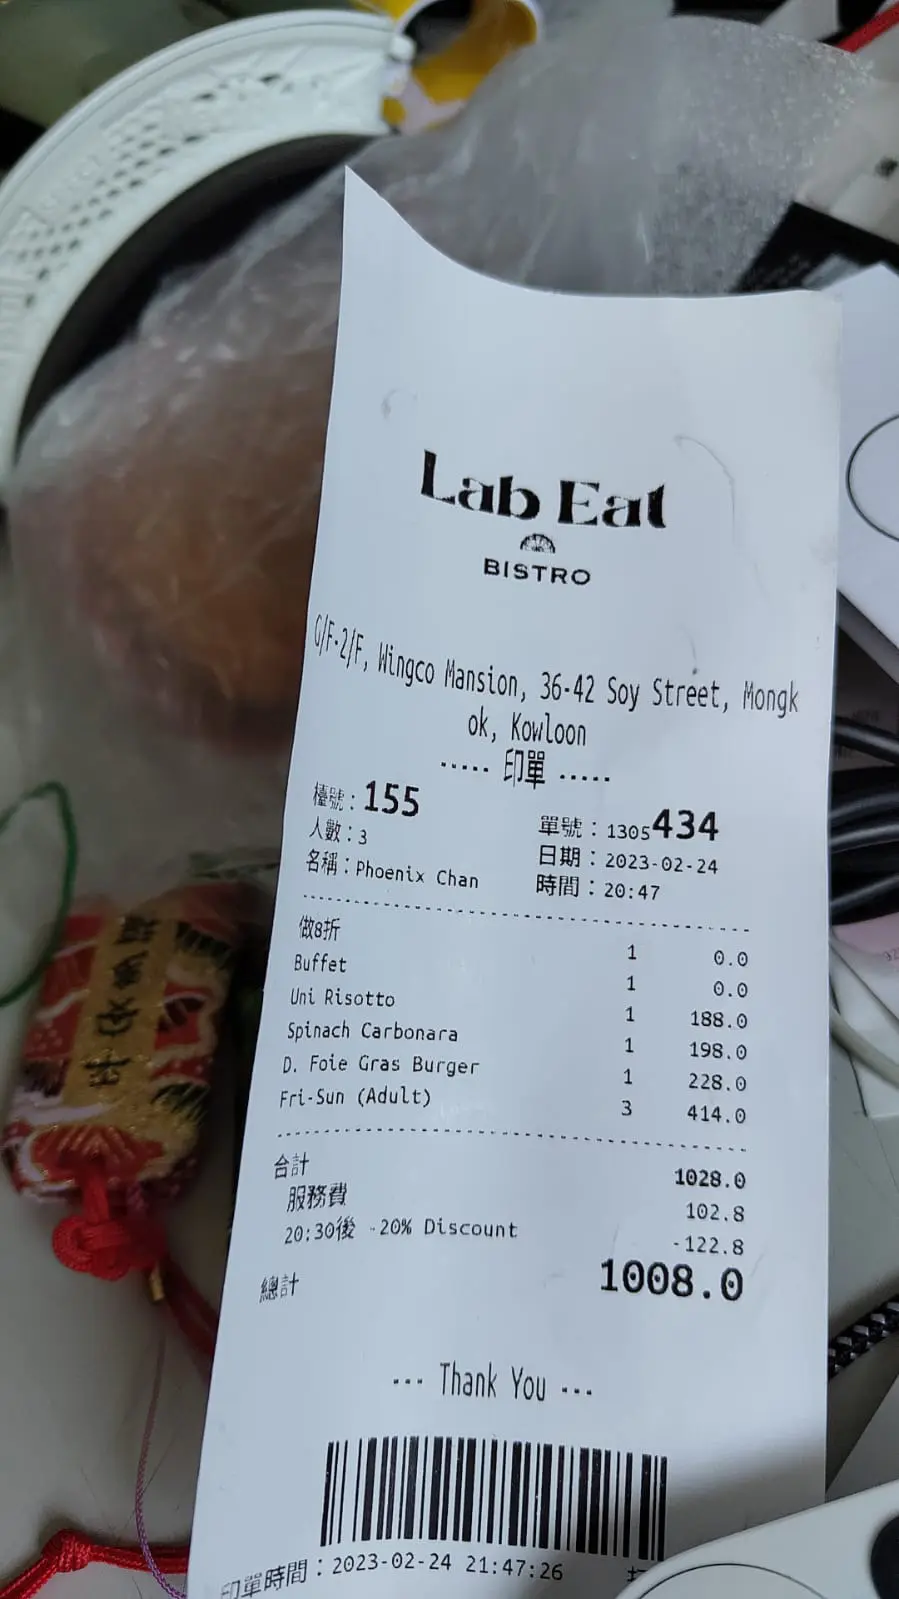 Lab Eat
BISTRO
G/F-2/F, Wingco Mansion, 36-42 Soy Street, Mongk
ok, Kowloon
----- 印單 -----
檯號：155
單號：1305434
人數：3
日期：2023-02-24
名稱：Phoenix Chan
時間：20:47
做8折 1 0.0
Buffet 1 0.0
Uni Risotto 1 188.0
Spinach Carbonara 1 198.0
D. Foie Gras Burger 1 228.0
Fri-Sun (Adult) 3 414.0
合計 1028.0
服務費 102.8
20:30後 -20% Discount -122.8
總計 1008.0
--- Thank You ---
印單時間：2023-02-24 21:47:26